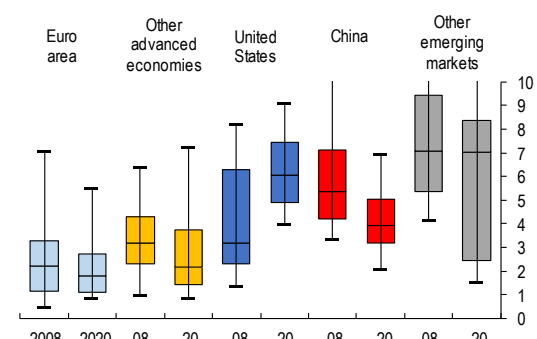 Euro
area
Other
advanced
economies
United
States
China
Other
emerging
markets
10
9
8
7
6
5
4
3
2
1
0
2008 2020 08 20 08 20 08 20 08 20